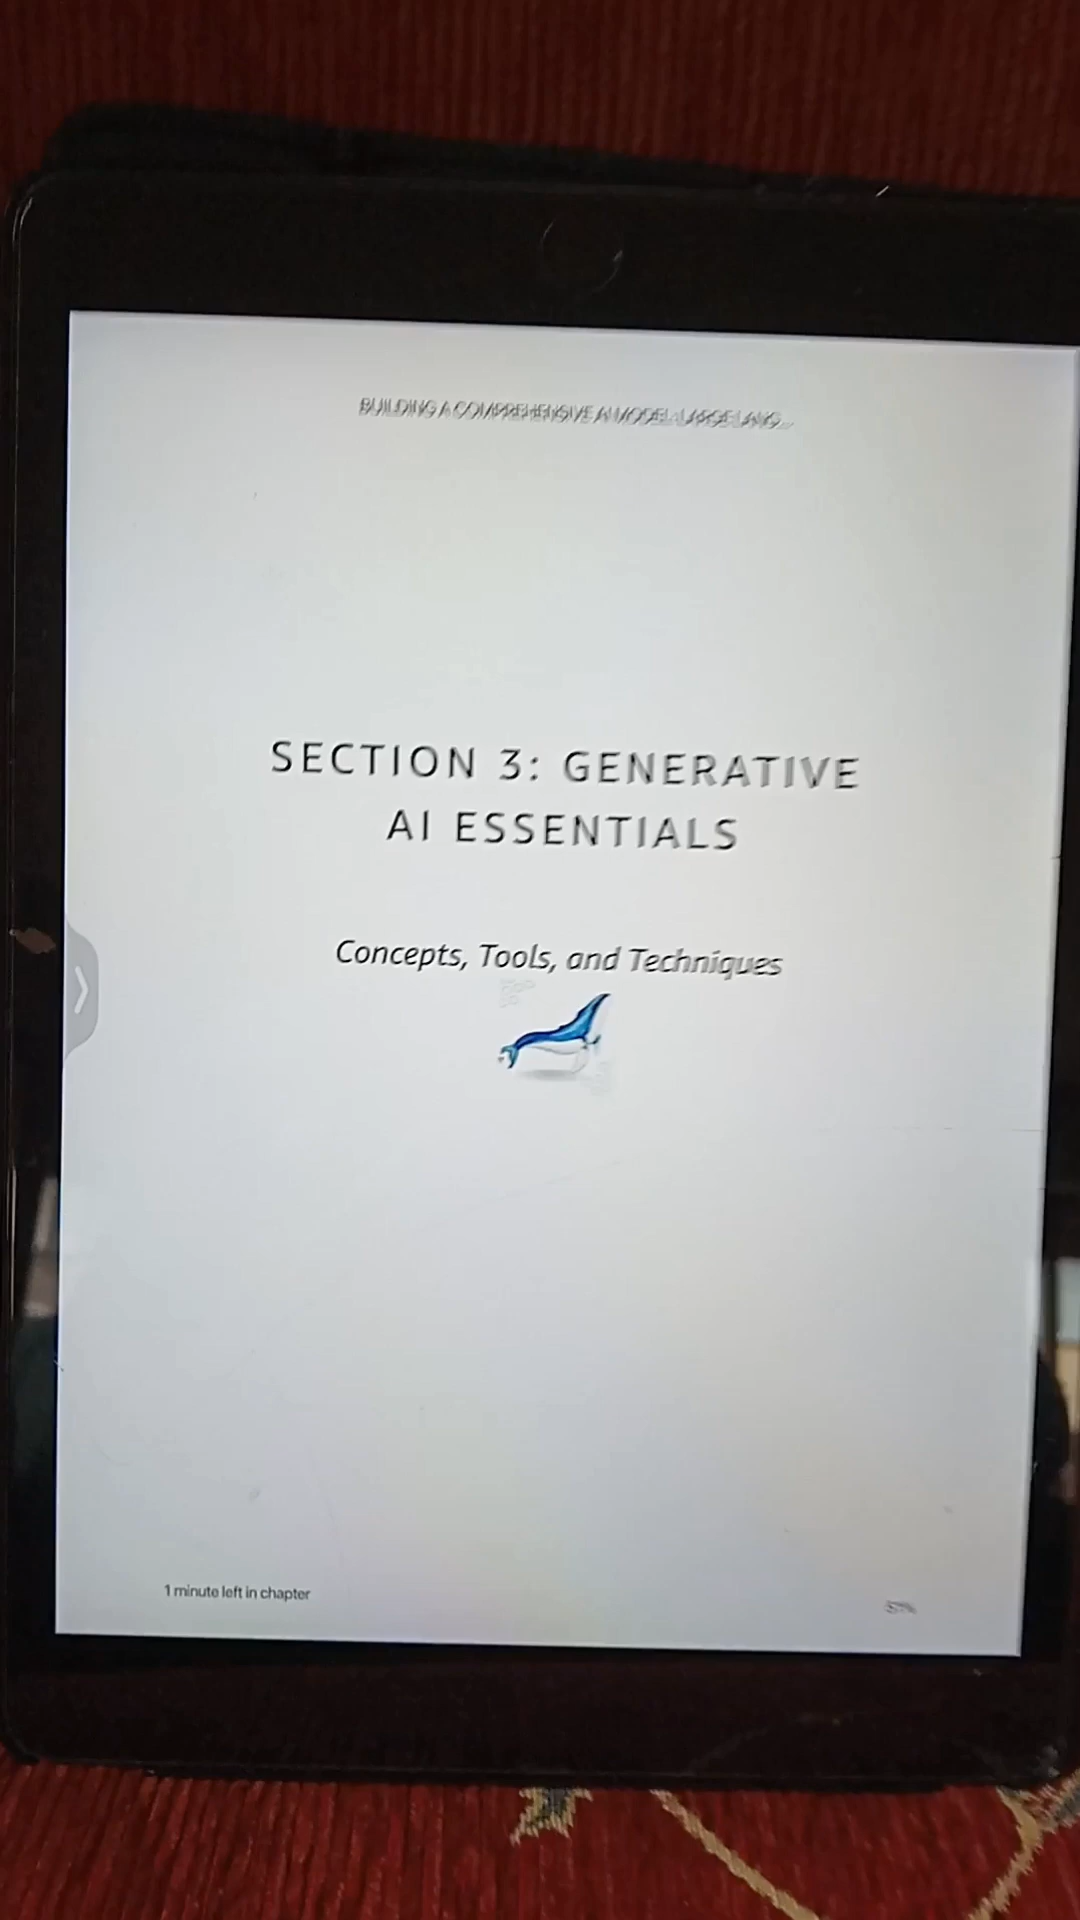 BUILDING A COMPREHENSIVE AI MODEL: LARGE LANG...
SECTION 3: GENERATIVE
AI ESSENTIALS
Concepts, Tools, and Techniques
1 minute left in chapter